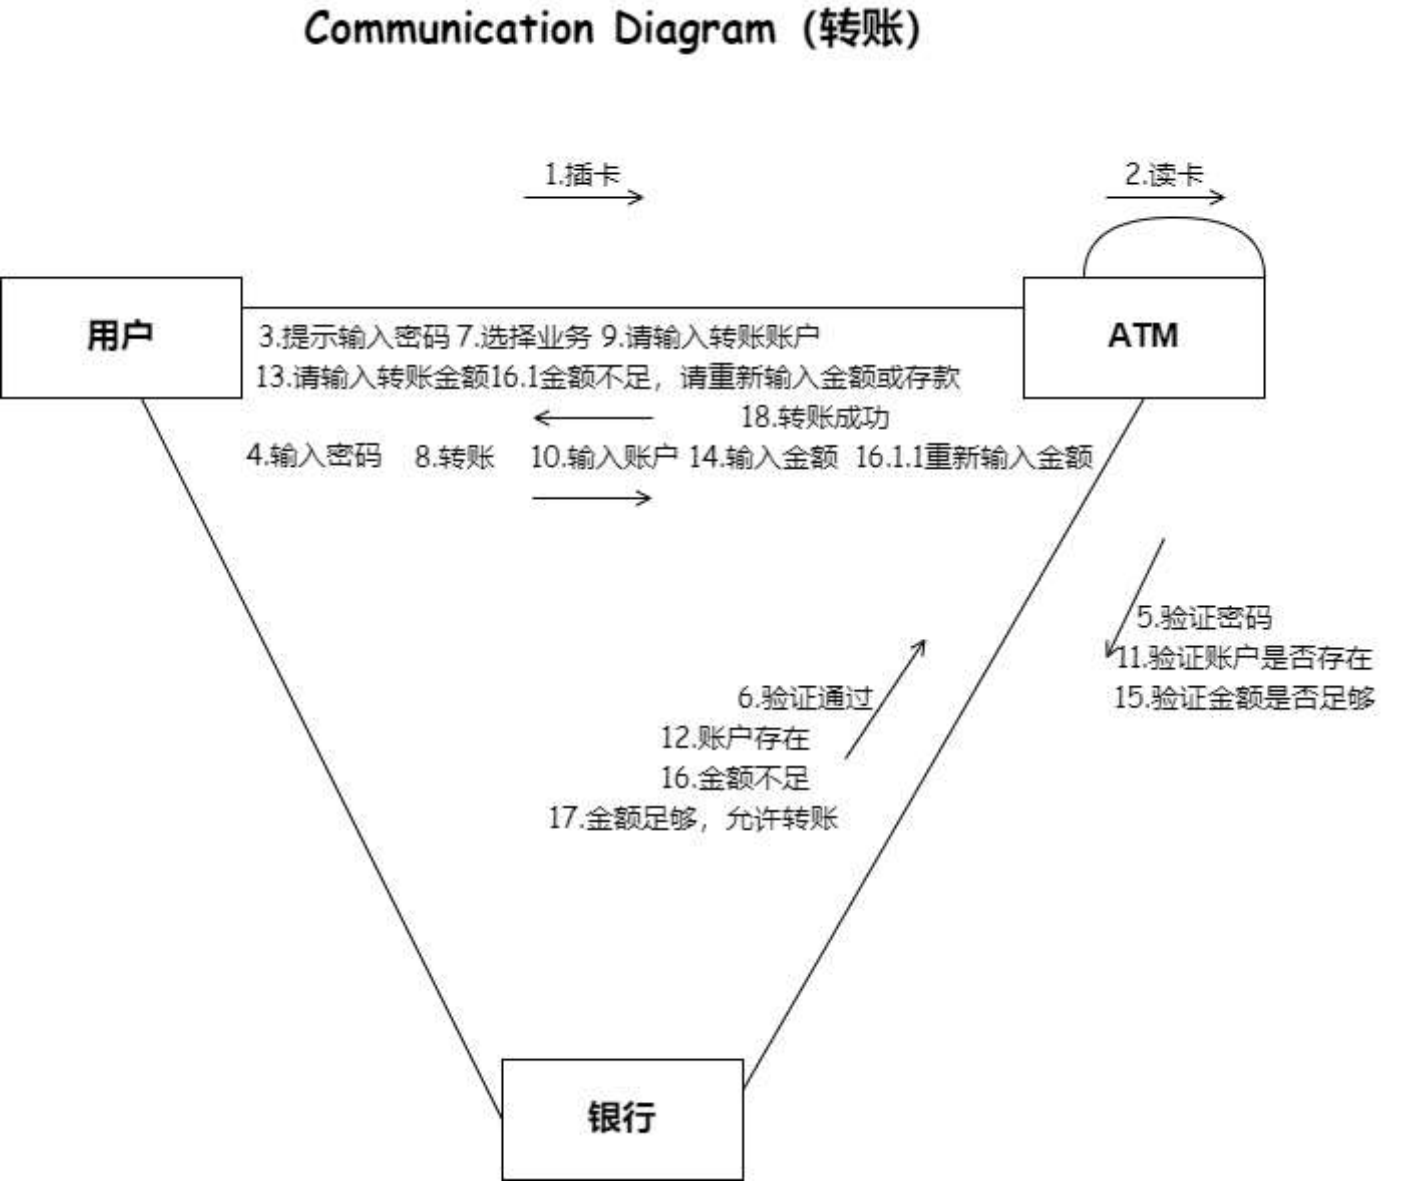 Communication Diagram (转账)
1.插卡
2.读卡
用户
ATM
3.提示输入密码 7.选择业务 9.请输入转账账户
13.请输入转账金额16.1金额不足，请重新输入金额或存款
18.转账成功
4.输入密码 8.转账 10.输入账户 14.输入金额 16.1.1重新输入金额
5.验证密码
11.验证账户是否存在
15.验证金额是否足够
6.验证通过
12.账户存在
16.金额不足
17.金额足够，允许转账
银行